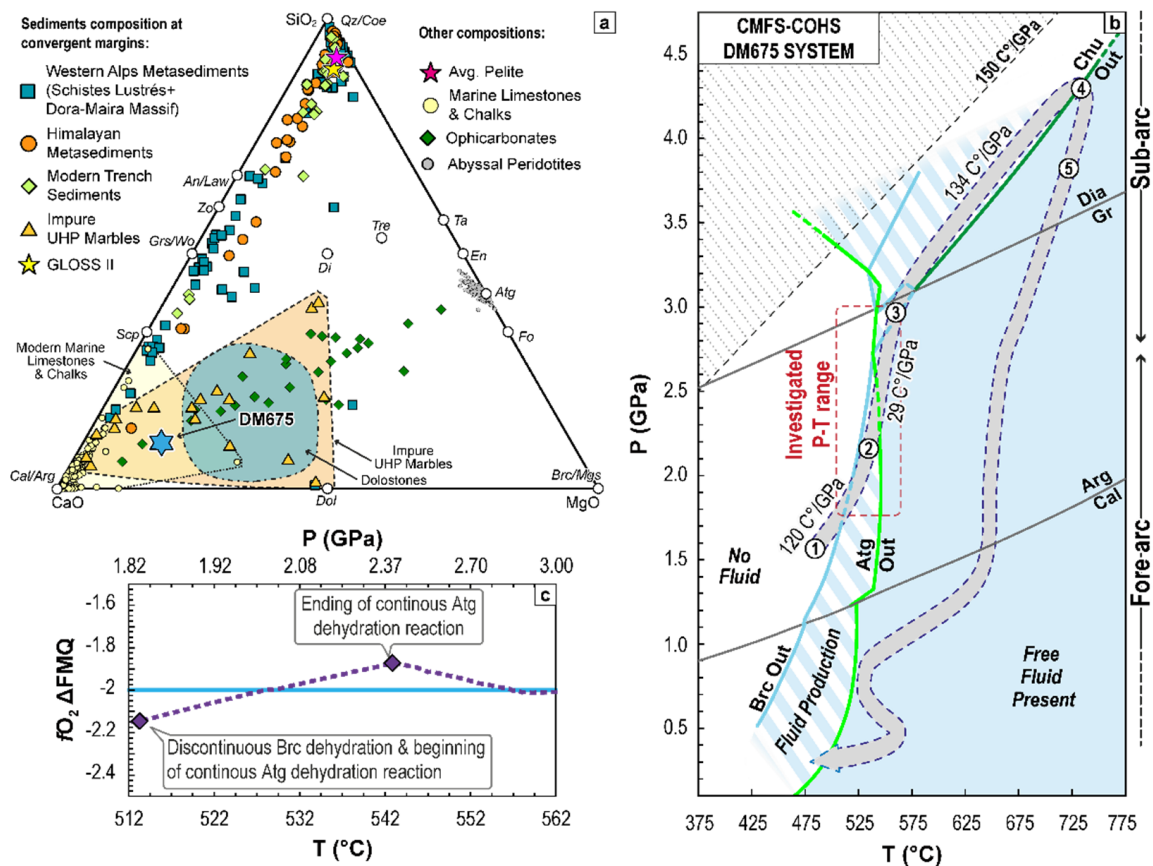 a
Sediments composition at
convergent margins:
Western Alps Metasediments
(Schistes Lustrés+
Dora-Maira Massif)
Himalayan
Metasediments
Modern Trench
Sediments
Impure
UHP Marbles
GLOSS II
Other compositions:
Avg. Pelite
Marine Limestones
& Chalks
Ophicarbonates
Abyssal Peridotites
SiO₂
Qz/Coe
An/Law
Zo
Grs/Wo
Scp
Tre
Di
Ta
En
Atg
Fo
Modern Marine
Limestones
& Chalks
DM675
Impure
UHP Marbles
Dolostones
Cal/Arg
CaO
Dol
Brc/Mgs
MgO
P (GPa)
1.82
1.92
2.08
2.37
2.70
3.00
c
fO₂ ΔFMQ
-1.6
-1.8
-2
-2.2
-2.4
Ending of continous Atg
dehydration reaction
Discontinuous Brc dehydration & beginning
of continous Atg dehydration reaction
512
522
532
542
552
562
T (°C)
b
CMFS-COHS
DM675 SYSTEM
P (GPa)
4.5
4.0
3.5
3.0
2.5
2.0
1.5
1.0
0.5
150 C°/GPa
Chu
Out
4
134 C°/GPa
5
Dia
Gr
3
Investigated
P-T range
29 C°/GPa
2
120 C°/GPa
1
Arg
Cal
No
Fluid
Atg
Out
Brc Out
Fluid Production
Free
Fluid
Present
Sub-arc
Fore-arc
375
425
475
525
575
625
675
725
775
T (°C)